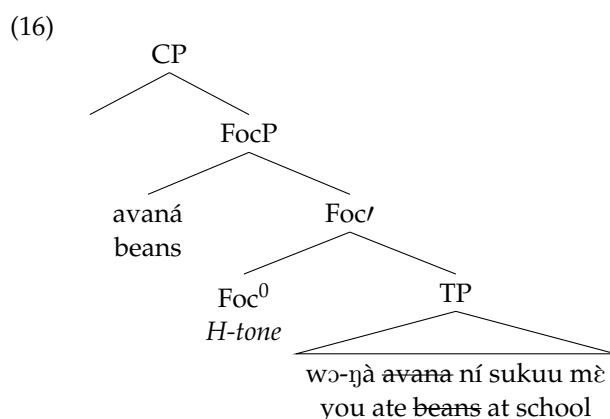 (16)
CP
FocP
avaná
beans
Foc′
Foc⁰
H-tone
TP
wɔ-ŋà avana ní sukuu mɛ̀
you ate beans at school